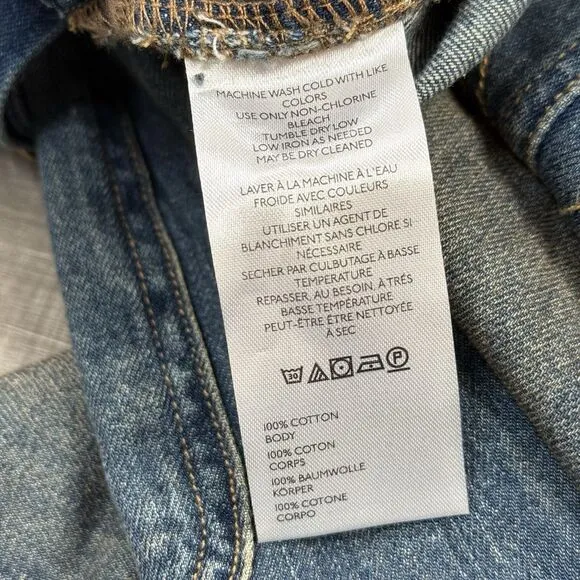 MACHINE WASH COLD WITH LIKE
COLORS
USE ONLY NON-CHLORINE
BLEACH
TUMBLE DRY LOW
LOW IRON AS NEEDED
MAY BE DRY CLEANED
LAVER À LA MACHINE À L'EAU
FROIDE AVEC COULEURS
SIMILAIRES
UTILISER UN AGENT DE
BLANCHIMENT SANS CHLORE SI
NÉCESSAIRE
SECHER PAR CULBUTAGE À BASSE
TEMPERATURE
REPASSER, AU BESOIN, À TRÉS
BASSE TEMPÉRATURE
PEUT-ÊTRE ÊTRE NETTOYÉE
À SEC
30 P
100% COTTON
BODY
100% COTON
CORPS
100% BAUMWOLLE
KÖRPER
100% COTONE
CORPO